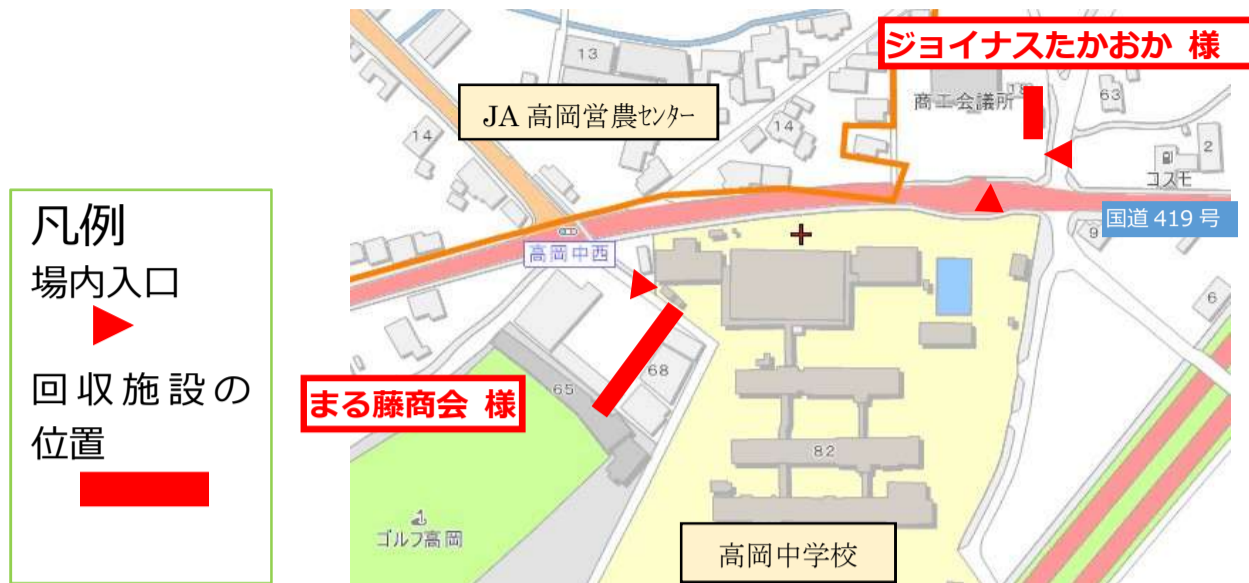 凡例
場内入口
回収施設の
位置
ジョイナスたかおか 様
13
JA 高岡営農センター
商工会議所
63
14
14
2
コスモ
国道 419 号
9
高岡中西
6
68
65
まる藤商会 様
82
ゴルフ高岡
高岡中学校